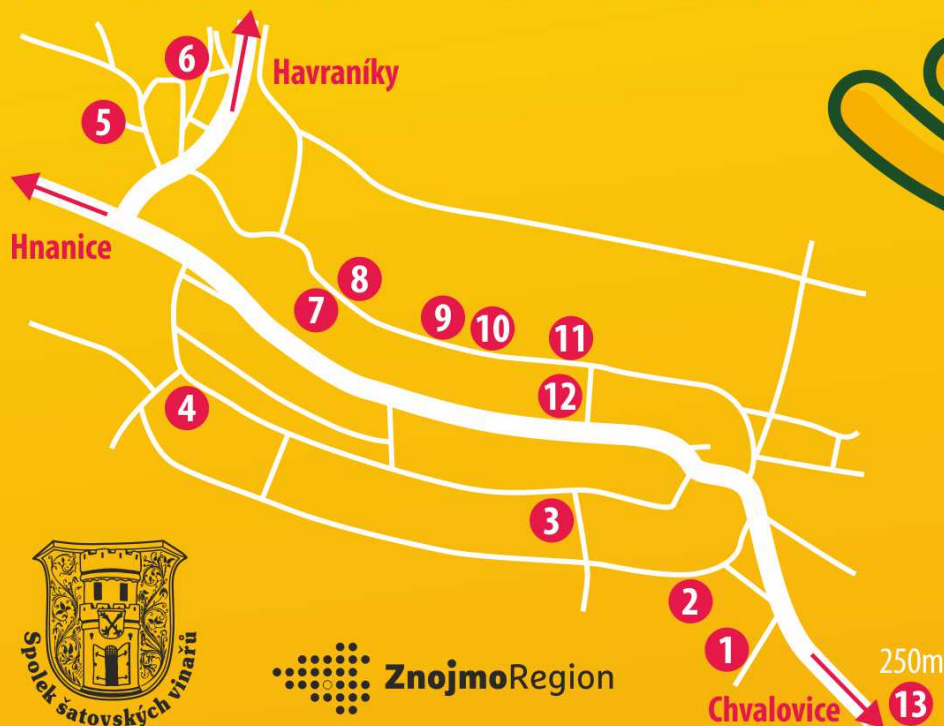 6
Havraníky
5
Hnanice
8
7
9
10
11
12
4
3
2
1
250m
Chvalovice
13
Spolek šatovských vinařů
ZnojmoRegion